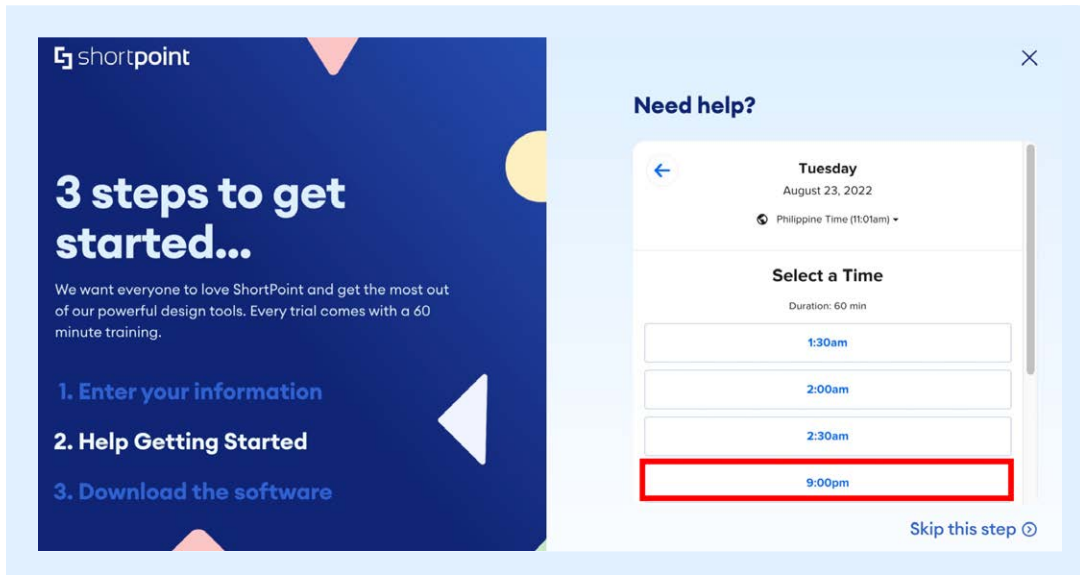 shortpoint
3 steps to get
started...
We want everyone to love ShortPoint and get the most out
of our powerful design tools. Every trial comes with a 60
minute training.
1. Enter your information
2. Help Getting Started
3. Download the software
Need help?
Tuesday
August 23, 2022
Philippine Time (11:01am)
Select a Time
Duration: 60 min
1:30am
2:00am
2:30am
9:00pm
Skip this step